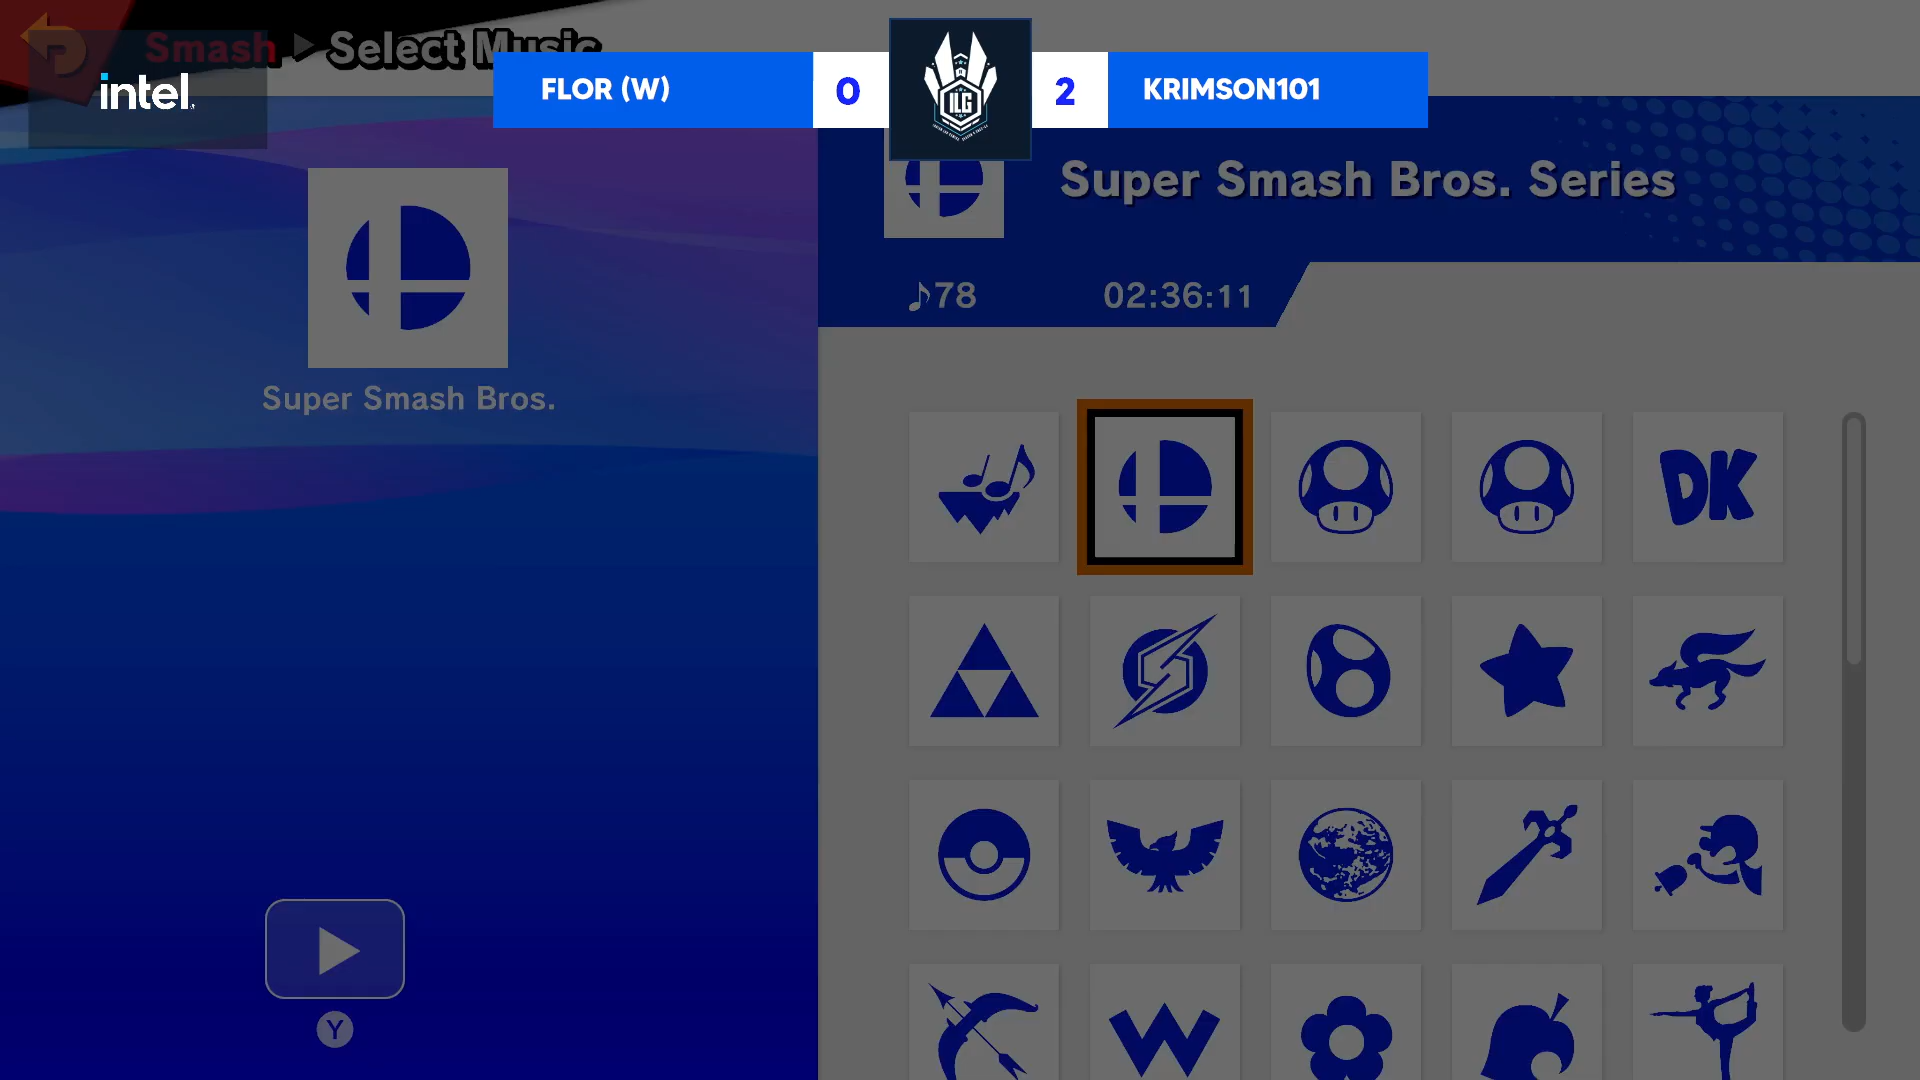 Smash
Select Music
intel.
FLOR (W)
0
ILG
2
KRIMSON101
Super Smash Bros. Series
♪78
02:36:11
Super Smash Bros.
DK
Y